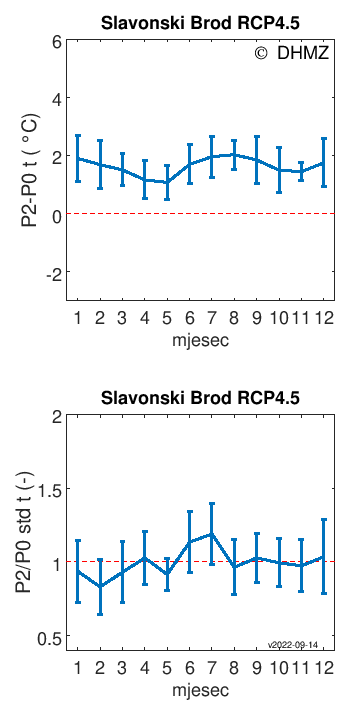 Slavonski Brod RCP4.5
© DHMZ
P2-P0 t ( °C)
6
4
2
0
-2
1 2 3 4 5 6 7 8 9 10 11 12
mjesec
Slavonski Brod RCP4.5
P2/P0 std t (-)
2
1.5
1
0.5
v2022-09-14
1 2 3 4 5 6 7 8 9 10 11 12
mjesec